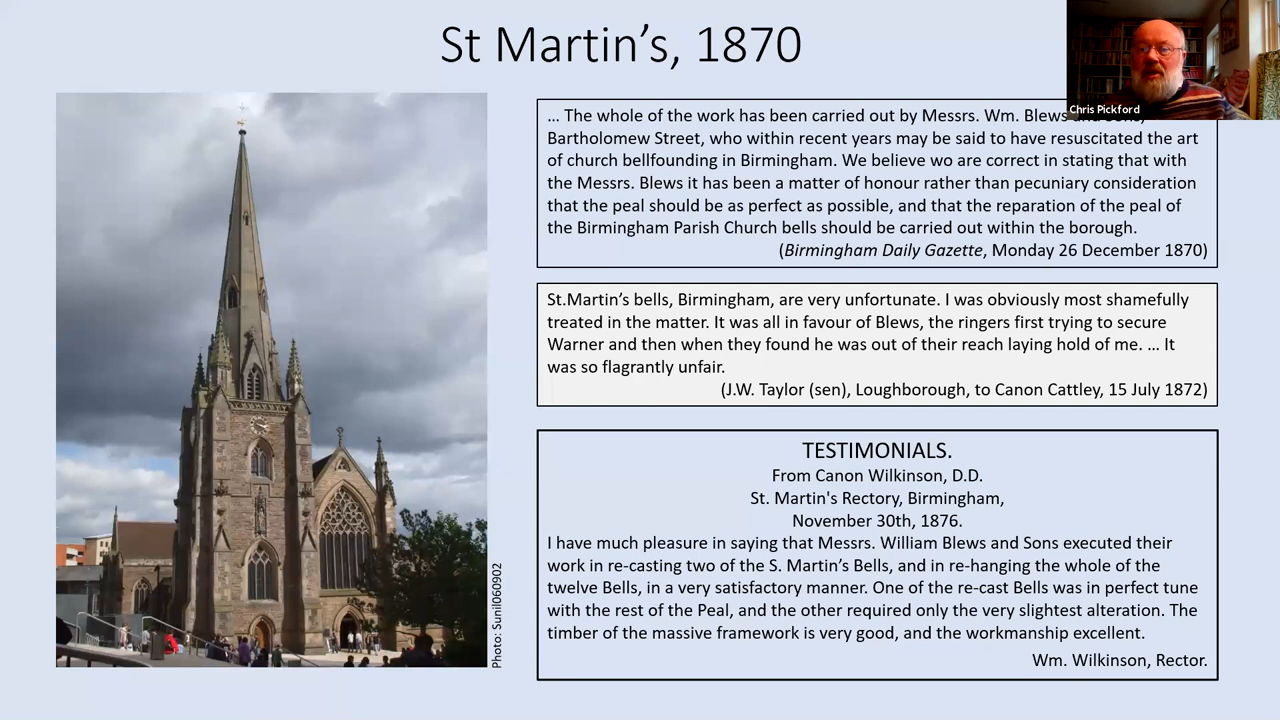 St Martin’s, 1870
Chris Pickford
… The whole of the work has been carried out by Messrs. Wm. Blews
Bartholomew Street, who within recent years may be said to have resuscitated the art
of church bellfounding in Birmingham. We believe wo are correct in stating that with
the Messrs. Blews it has been a matter of honour rather than pecuniary consideration
that the peal should be as perfect as possible, and that the reparation of the peal of
the Birmingham Parish Church bells should be carried out within the borough.
(Birmingham Daily Gazette, Monday 26 December 1870)
St.Martin’s bells, Birmingham, are very unfortunate. I was obviously most shamefully
treated in the matter. It was all in favour of Blews, the ringers first trying to secure
Warner and then when they found he was out of their reach laying hold of me. … It
was so flagrantly unfair.
(J.W. Taylor (sen), Loughborough, to Canon Cattley, 15 July 1872)
TESTIMONIALS.
From Canon Wilkinson, D.D.
St. Martin's Rectory, Birmingham,
November 30th, 1876.
I have much pleasure in saying that Messrs. William Blews and Sons executed their
work in re-casting two of the S. Martin’s Bells, and in re-hanging the whole of the
twelve Bells, in a very satisfactory manner. One of the re-cast Bells was in perfect tune
with the rest of the Peal, and the other required only the very slightest alteration. The
timber of the massive framework is very good, and the workmanship excellent.
Wm. Wilkinson, Rector.
Photo: Sunil060902